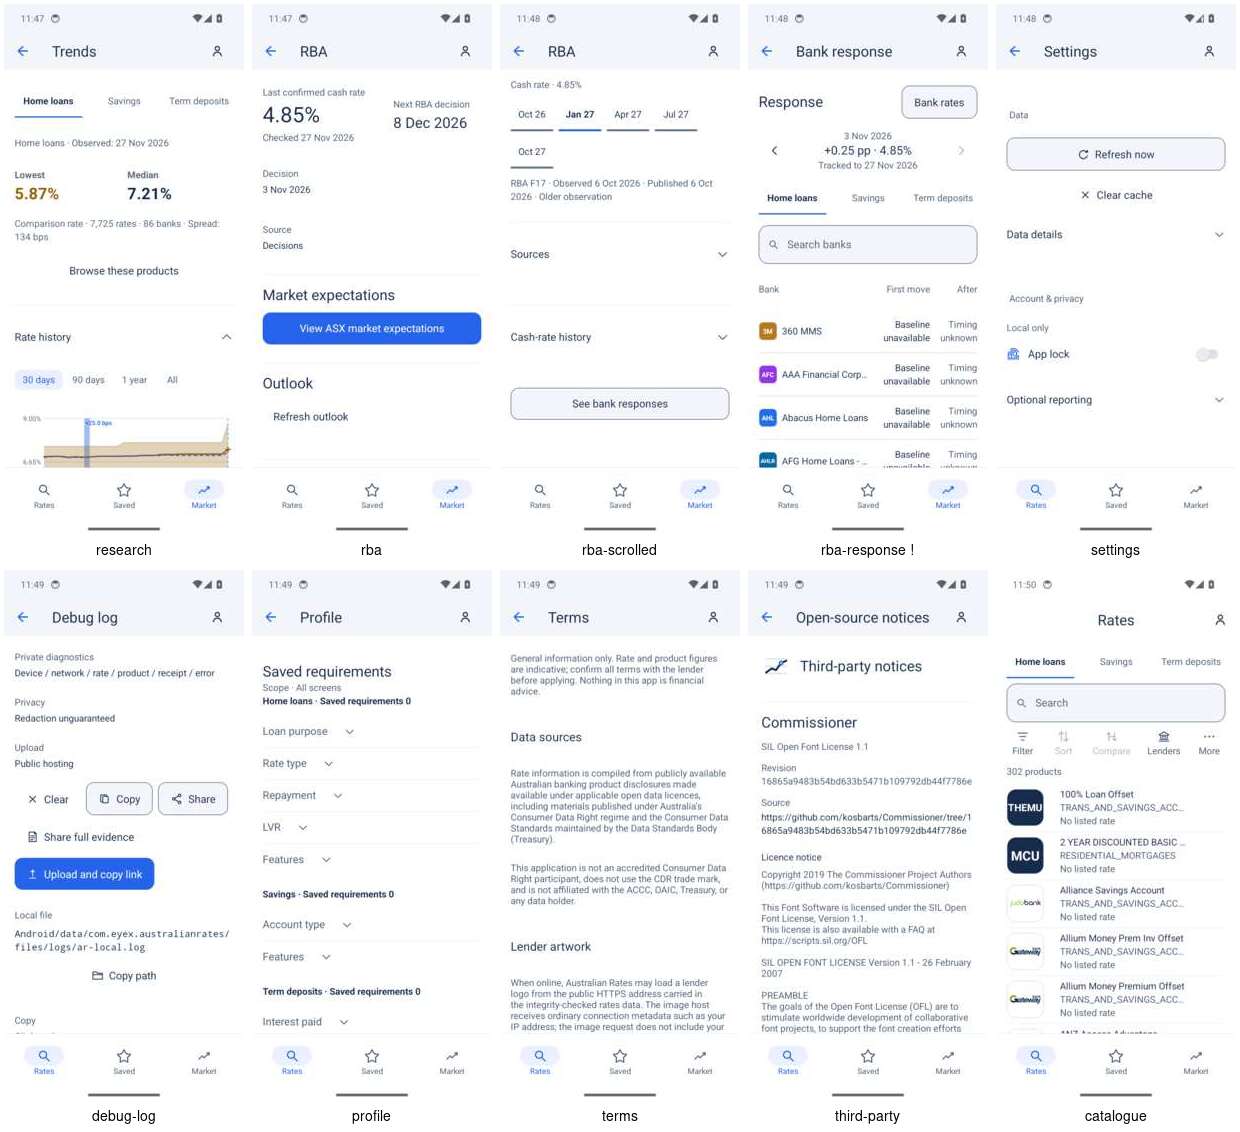 11:47
Trends
Home loans
Savings
Term deposits
Home loans · Observed: 27 Nov 2026
Lowest
Median
5.87%
7.21%
Comparison rate · 7,725 rates · 86 banks · Spread:
134 bps
Browse these products
Rate history
30 days
90 days
1 year
All
9.00%
6.65%
Rates
Saved
Market
research
11:47
RBA
Last confirmed cash rate
4.85%
Checked 27 Nov 2026
Next RBA decision
8 Dec 2026
Decision
3 Nov 2026
Source
Decisions
Market expectations
View ASX market expectations
Outlook
Refresh outlook
Rates
Saved
Market
rba
11:48
RBA
Cash rate · 4.85%
Oct 26
Jan 27
Apr 27
Jul 27
Oct 27
RBA F17 · Observed 6 Oct 2026 · Published 6 Oct
2026 · Older observation
Sources
Cash-rate history
See bank responses
Rates
Saved
Market
rba-scrolled
11:48
Bank response
Response
Bank rates
3 Nov 2026
+0.25 pp · 4.85%
Tracked to 27 Nov 2026
Home loans
Savings
Term deposits
Search banks
Bank
First move
After
3M
360 MMS
Baseline
unavailable
Timing
unknown
AFC
AAA Financial Corp...
Baseline
unavailable
Timing
unknown
AHL
Abacus Home Loans
Baseline
unavailable
Timing
unknown
AHLR
AFG Home Loans - ...
Baseline
unavailable
Timing
unknown
Rates
Saved
Market
rba-response !
11:48
Settings
Data
Refresh now
Clear cache
Data details
Account & privacy
Local only
App lock
Optional reporting
Rates
Saved
Market
settings
11:49
Debug log
Private diagnostics
Device / network / rate / product / receipt / error
Privacy
Redaction unguaranteed
Upload
Public hosting
Clear
Copy
Share
Share full evidence
Upload and copy link
Local file
Android/data/com.eyex.australianrates/
files/logs/ar-local.log
Copy path
Copy
Rates
Saved
Market
debug-log
11:49
Profile
Saved requirements
Scope · All screens
Home loans · Saved requirements 0
Loan purpose
Rate type
Repayment
LVR
Features
Savings · Saved requirements 0
Account type
Features
Term deposits · Saved requirements 0
Interest paid
Rates
Saved
Market
profile
11:49
Terms
General information only. Rate and product figures
are indicative; confirm all terms with the lender
before applying. Nothing in this app is financial
advice.
Data sources
Rate information is compiled from publicly available
Australian banking product disclosures made
available under applicable open data licences,
including materials published under Australia's
Consumer Data Right regime and the Consumer Data
Standards maintained by the Data Standards Body
(Treasury).
This application is not an accredited Consumer Data
Right participant, does not use the CDR trade mark,
and is not affiliated with the ACCC, OAIC, Treasury, or
any data holder.
Lender artwork
When online, Australian Rates may load a lender
logo from the public HTTPS address carried in
the integrity-checked rates data. The image host
receives ordinary connection metadata such as your
IP address; the image request does not include your
Rates
Saved
Market
terms
11:49
Open-source notices
Third-party notices
Commissioner
SIL Open Font License 1.1
Revision
16865a9483b54bd633b5471b109792db44f7786e
Source
https://github.com/kosbarts/Commissioner/tree/1
6865a9483b54bd633b5471b109792db44f7786e
Licence notice
Copyright 2019 The Commissioner Project Authors
(https://github.com/kosbarts/Commissioner)
This Font Software is licensed under the SIL Open
Font License, Version 1.1.
This license is also available with a FAQ at
https://scripts.sil.org/OFL
SIL OPEN FONT LICENSE Version 1.1 - 26 February
2007
PREAMBLE
The goals of the Open Font License (OFL) are to
stimulate worldwide development of collaborative
font projects, to support the font creation efforts
Rates
Saved
Market
third-party
11:50
Rates
Home loans
Savings
Term deposits
Search
Filter
Sort
Compare
Lenders
More
302 products
THEMU
100% Loan Offset
TRANS_AND_SAVINGS_ACC...
No listed rate
MCU
2 YEAR DISCOUNTED BASIC ...
RESIDENTIAL_MORTGAGES
No listed rate
judobank
Alliance Savings Account
TRANS_AND_SAVINGS_ACC...
No listed rate
Gateway
Allium Money Prem Inv Offset
TRANS_AND_SAVINGS_ACC...
No listed rate
Gateway
Allium Money Premium Offset
TRANS_AND_SAVINGS_ACC...
No listed rate
Rates
Saved
Market
catalogue